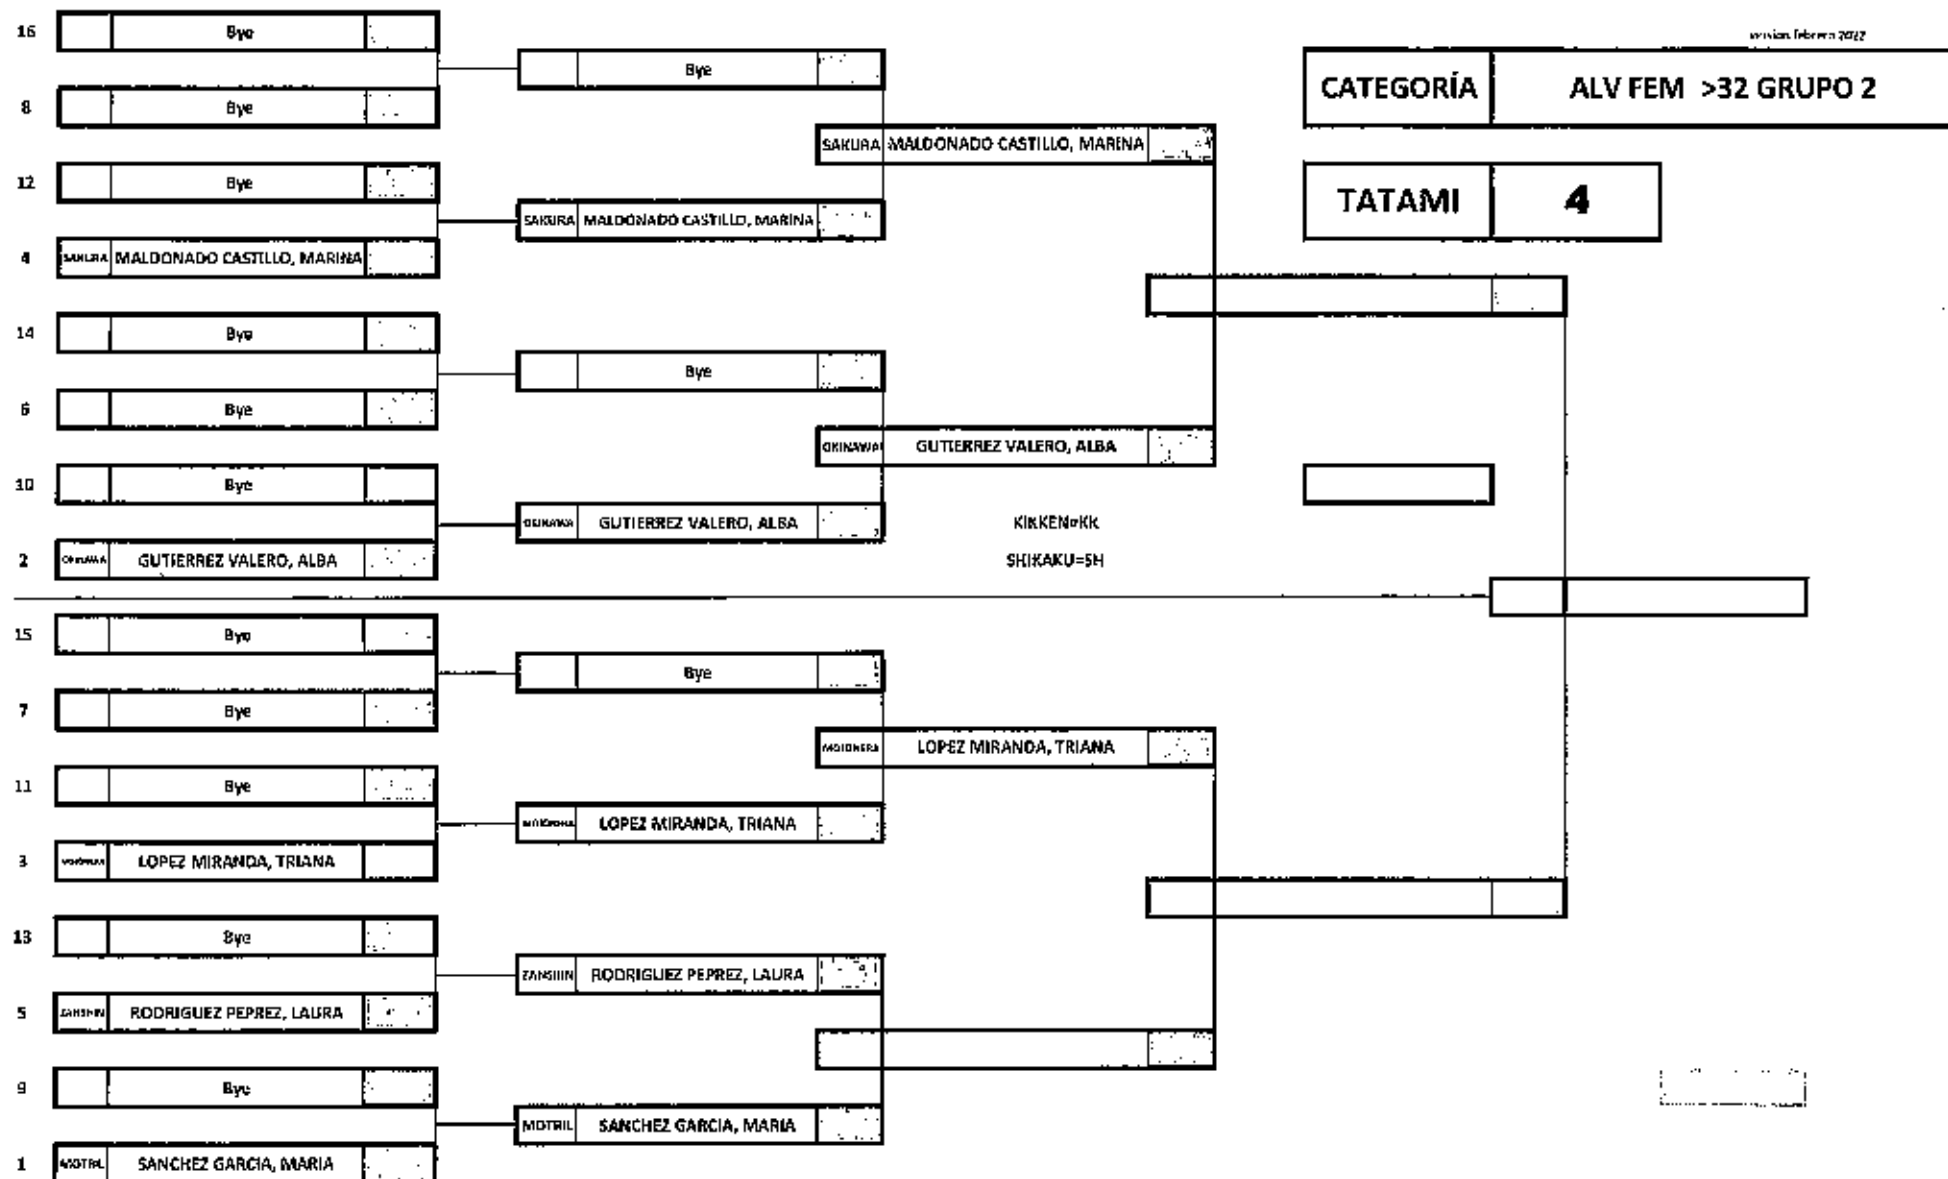 versión febrero 2022
CATEGORÍA ALV FEM >32 GRUPO 2
TATAMI 4
16 Bye
Bye
8 Bye
SAKURA MALDONADO CASTILLO, MARINA
12 Bye
SAKURA MALDONADO CASTILLO, MARINA
4 SAKURA MALDONADO CASTILLO, MARINA
14 Bye
Bye
6 Bye
OKINAWA GUTIERREZ VALERO, ALBA
10 Bye
OKINAWA GUTIERREZ VALERO, ALBA
KIKKEN=KK
2 OKINAWA GUTIERREZ VALERO, ALBA
SHIKAKU=SH
15 Bye
Bye
7 Bye
MOJONERA LOPEZ MIRANDA, TRIANA
11 Bye
MOJONERA LOPEZ MIRANDA, TRIANA
3 MOJONERA LOPEZ MIRANDA, TRIANA
13 Bye
ZANSHIN RODRIGUEZ PEPREZ, LAURA
5 ZANSHIN RODRIGUEZ PEPREZ, LAURA
9 Bye
MOTRIL SANCHEZ GARCIA, MARIA
1 MOTRIL SANCHEZ GARCIA, MARIA